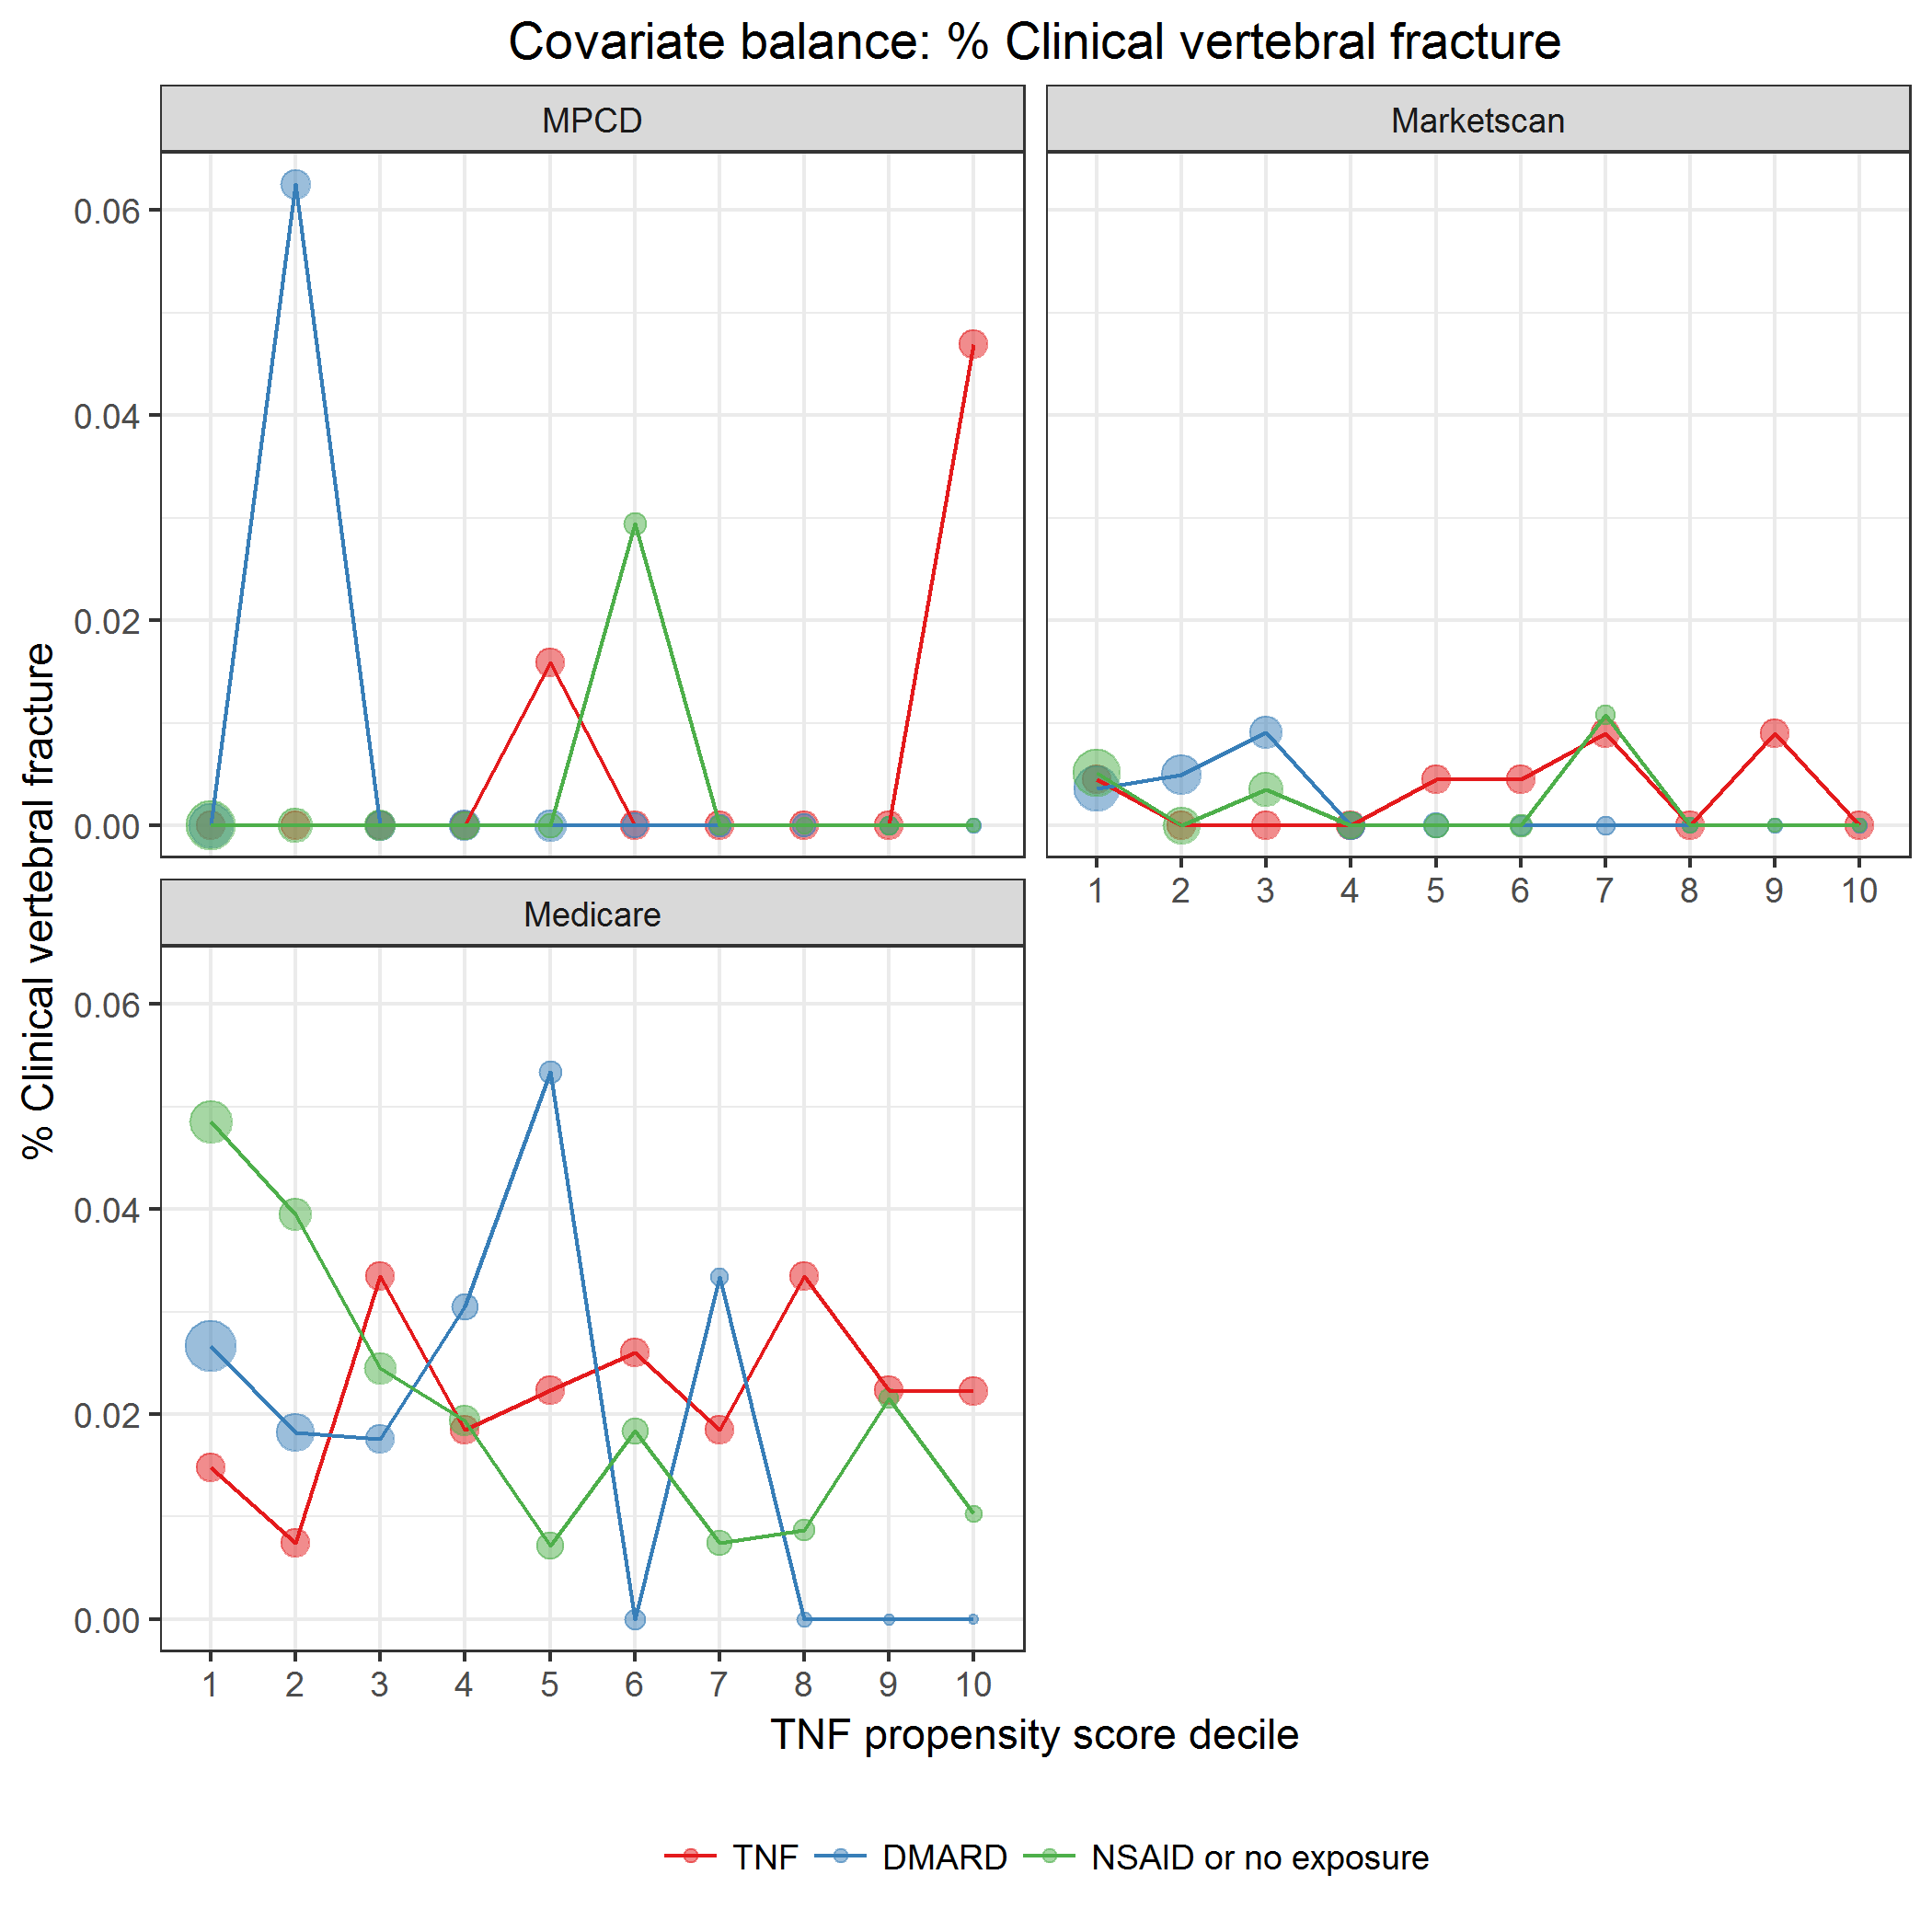 Covariate balance: % Clinical vertebral fracture
MPCD
Marketscan
0.06
0.04
0.02
0.00
1 2 3 4 5 6 7 8 9 10
Medicare
0.06
0.04
0.02
0.00
1 2 3 4 5 6 7 8 9 10
% Clinical vertebral fracture
TNF propensity score decile
TNF DMARD NSAID or no exposure